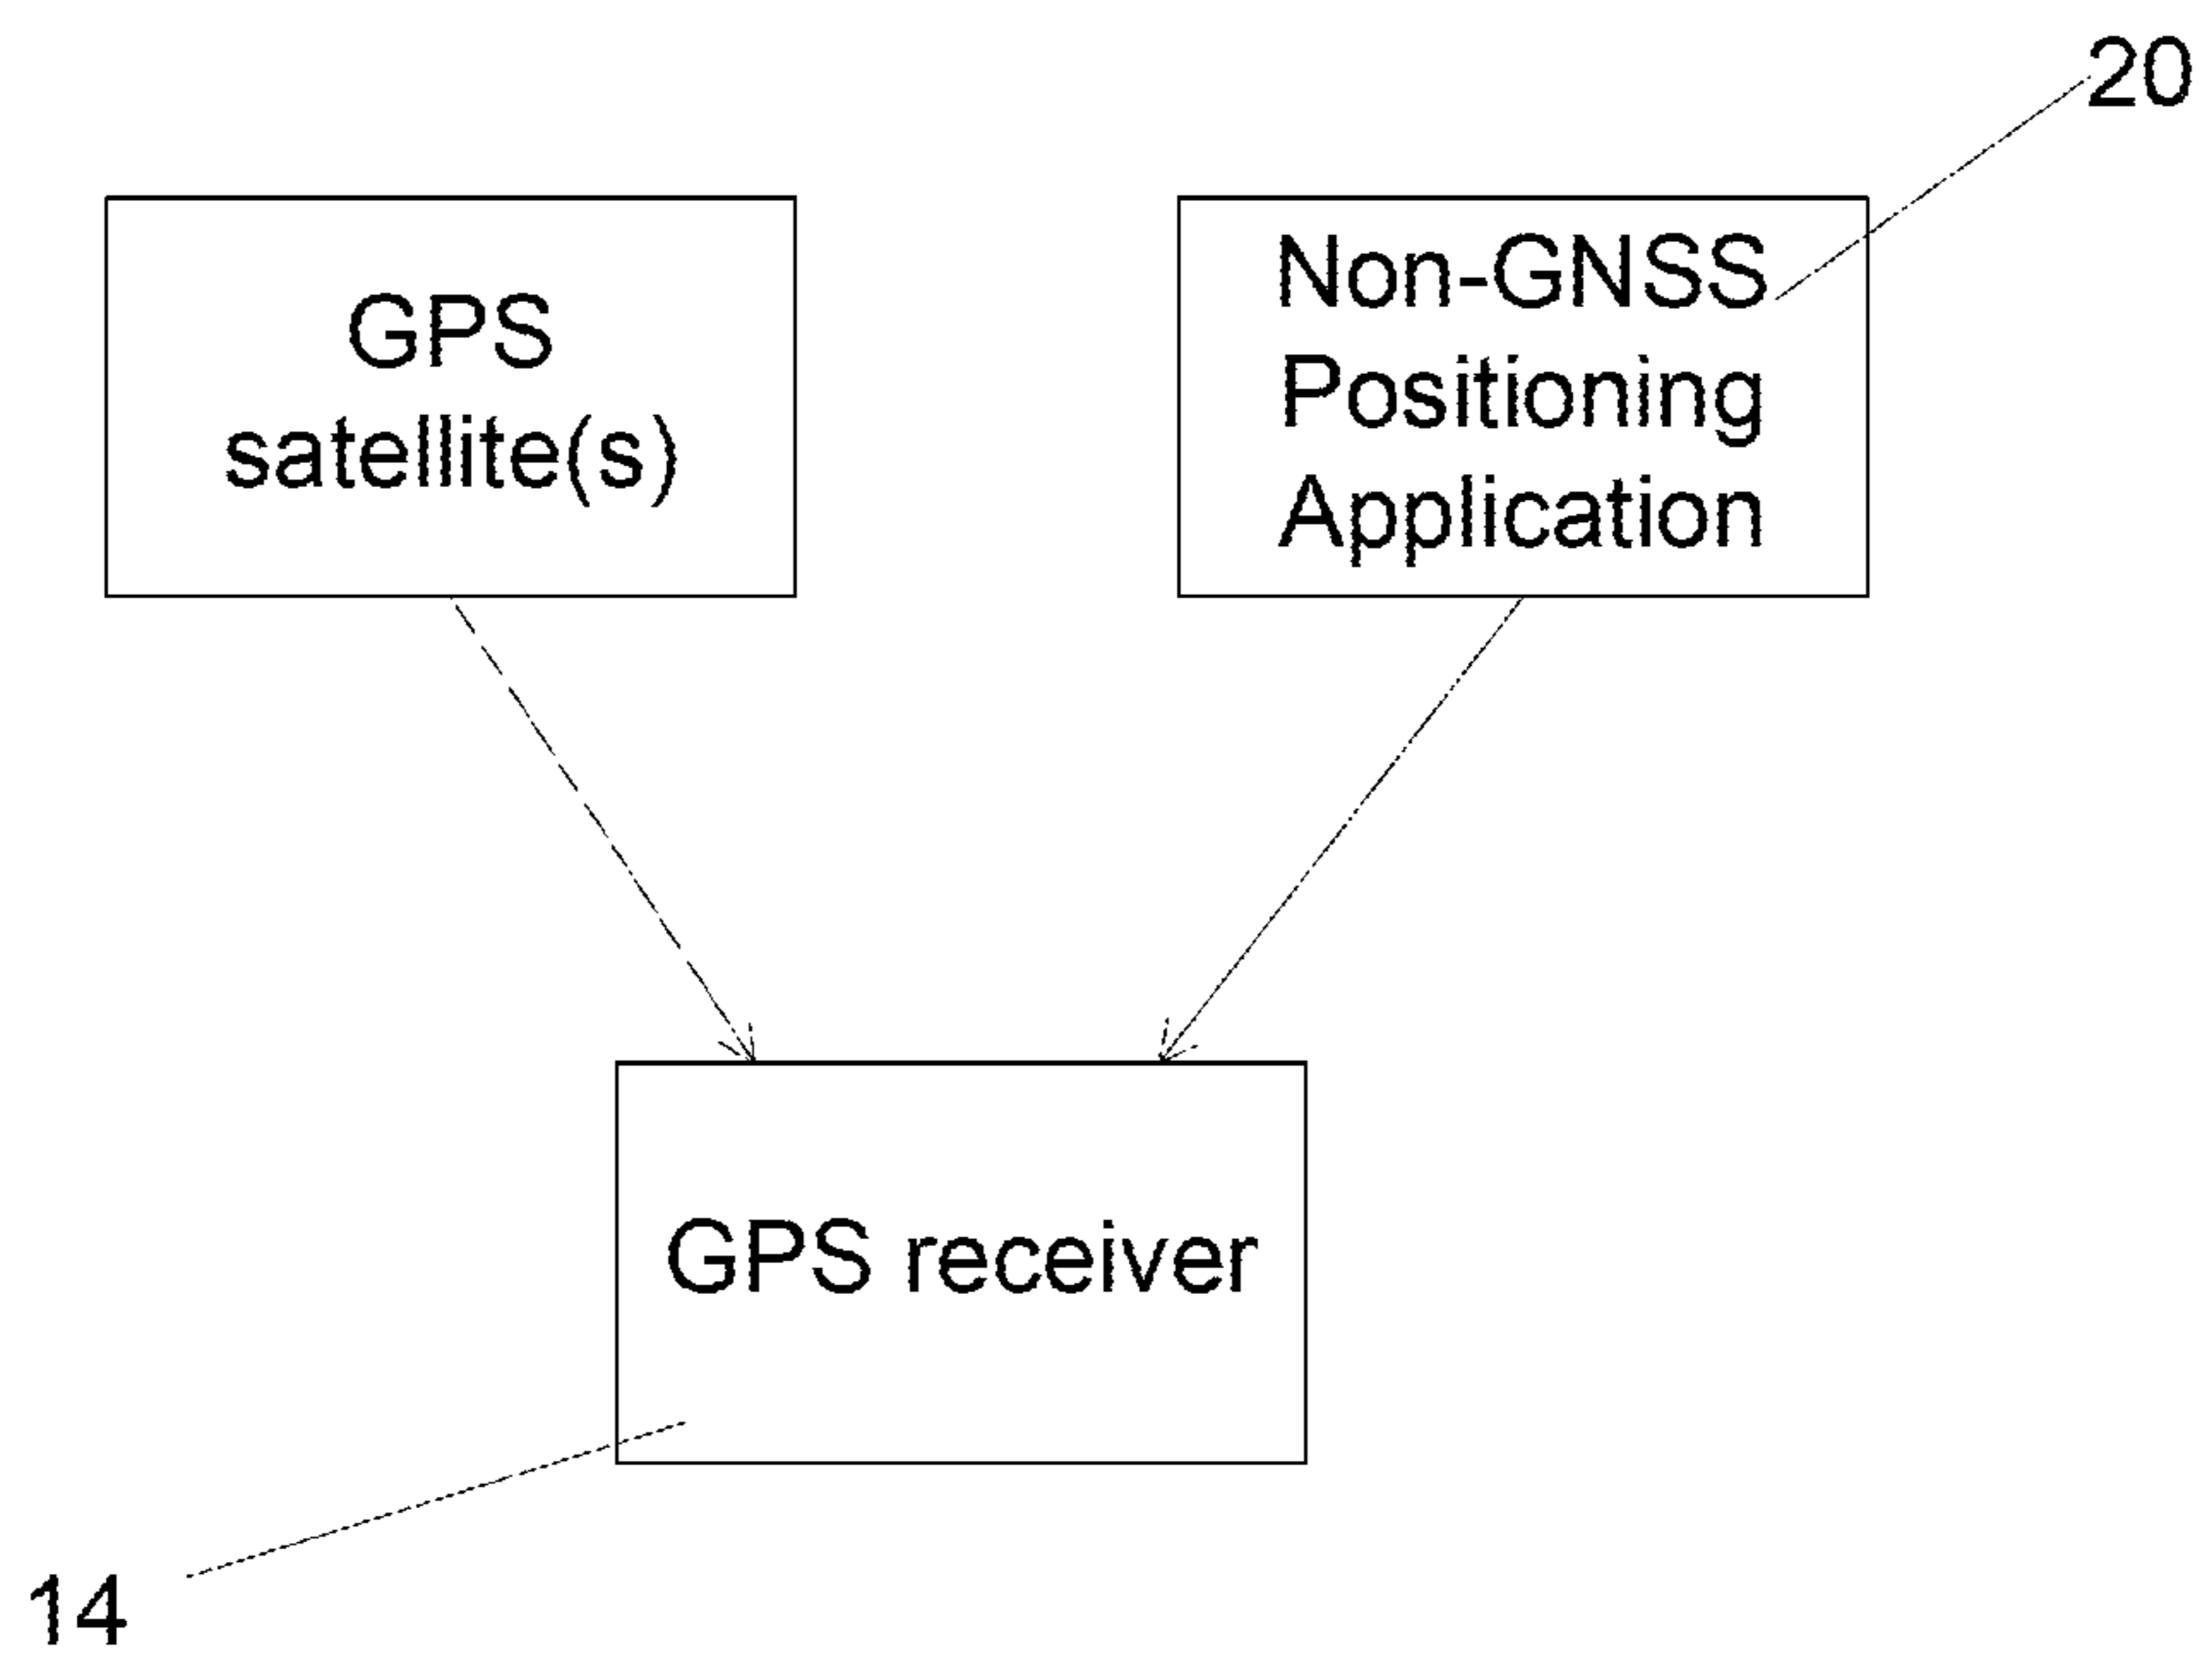 20
GPS
satellite(s)
Non-GNSS
Positioning
Application
GPS receiver
14